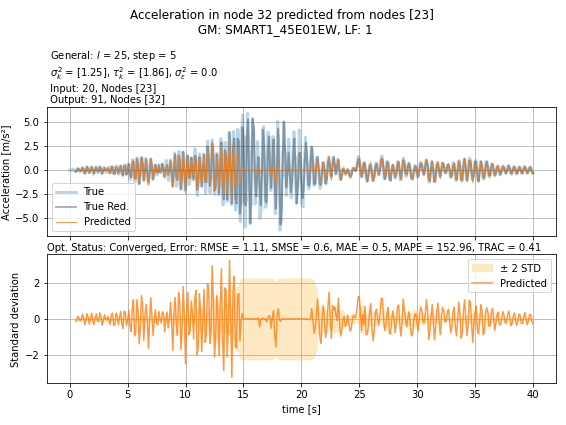 Acceleration in node 32 predicted from nodes [23]
GM: SMART1_45E01EW, LF: 1
General: l = 25, step = 5
σ²ₖ = [1.25], τ²ₖ = [1.86], σ²ε = 0.0
Input: 20, Nodes [23]
Output: 91, Nodes [32]
Acceleration [m/s²]
5.0
2.5
0.0
−2.5
−5.0
True
True Red.
Predicted
Opt. Status: Converged, Error: RMSE = 1.11, SMSE = 0.6, MAE = 0.5, MAPE = 152.96, TRAC = 0.41
Standard deviation
2
0
−2
± 2 STD
Predicted
0 5 10 15 20 25 30 35 40
time [s]